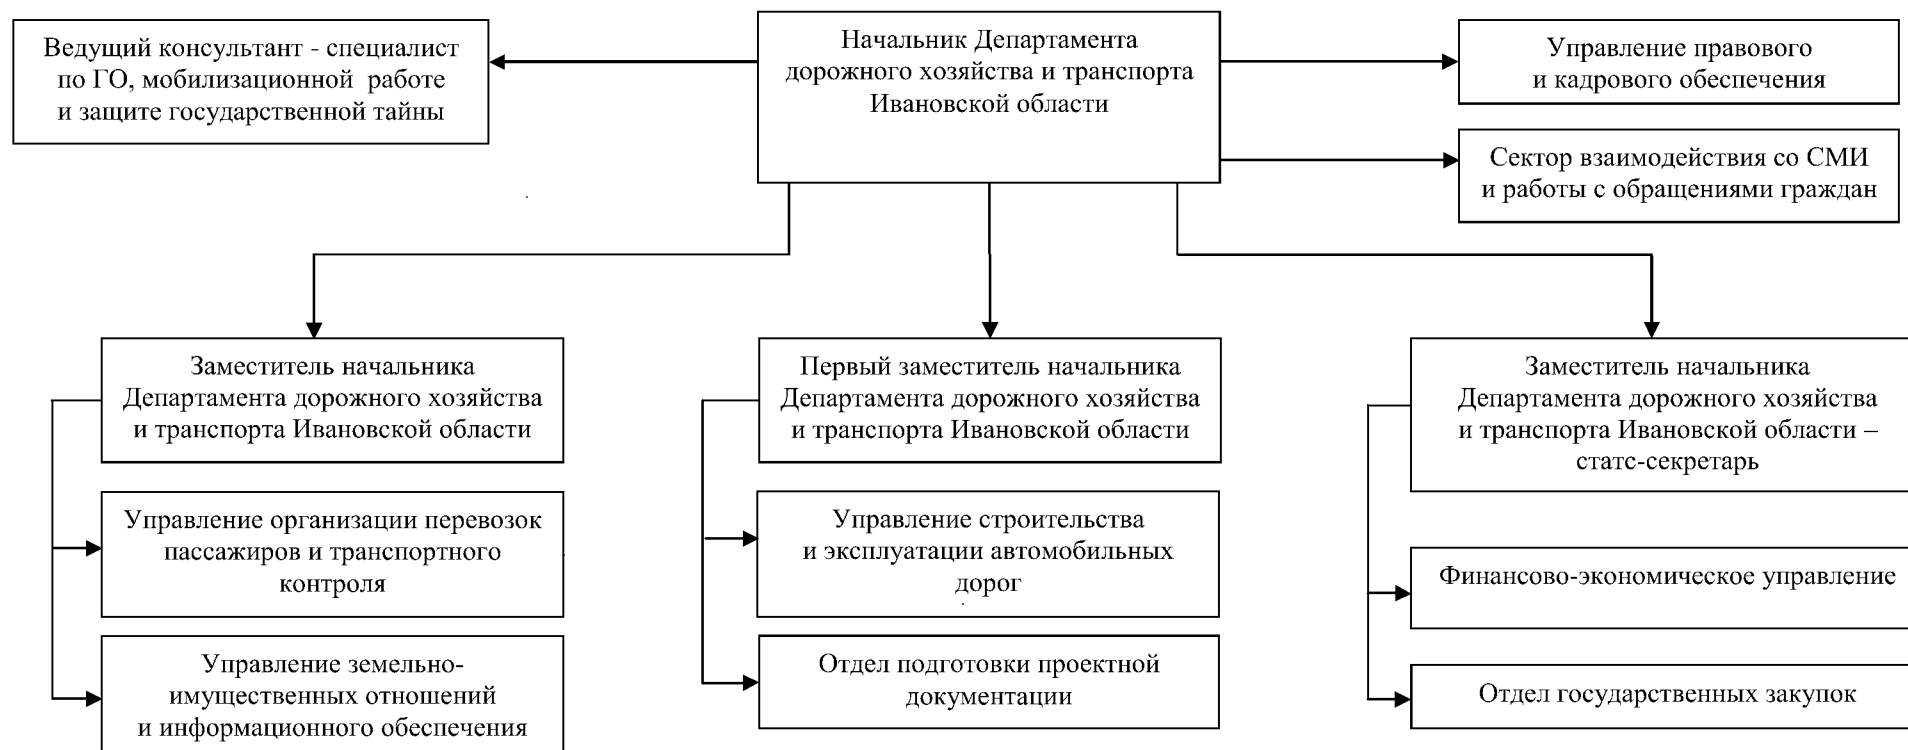 Ведущий консультант - специалист
по ГО, мобилизационной работе
и защите государственной тайны
Начальник Департамента
дорожного хозяйства и транспорта
Ивановской области
Управление правового
и кадрового обеспечения
Сектор взаимодействия со СМИ
и работы с обращениями граждан
Заместитель начальника
Департамента дорожного хозяйства
и транспорта Ивановской области
Управление организации перевозок
пассажиров и транспортного
контроля
Управление земельно-
имущественных отношений
и информационного обеспечения
Первый заместитель начальника
Департамента дорожного хозяйства
и транспорта Ивановской области
Управление строительства
и эксплуатации автомобильных
дорог
Отдел подготовки проектной
документации
Заместитель начальника
Департамента дорожного хозяйства
и транспорта Ивановской области –
статс-секретарь
Финансово-экономическое управление
Отдел государственных закупок